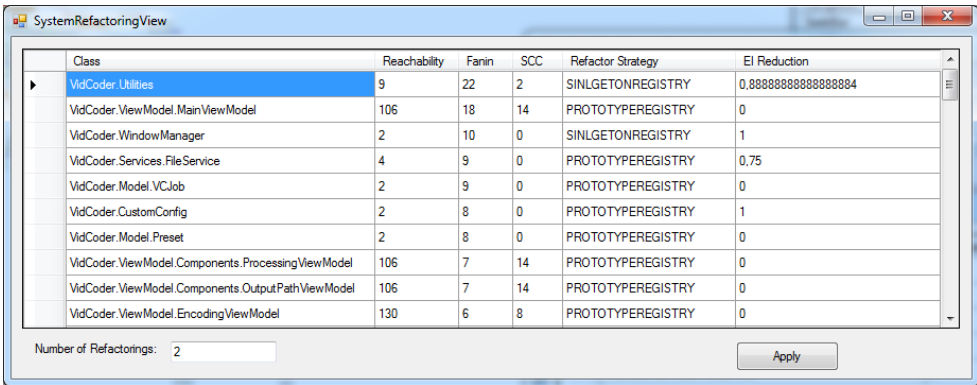 SystemRefactoringView
Class Reachability Fanin SCC Refactor Strategy EI Reduction
VidCoder.Utilities 9 22 2 SINLGETONREGISTRY 0,88888888888888884
VidCoder.ViewModel.MainViewModel 106 18 14 PROTOTYPEREGISTRY 0
VidCoder.WindowManager 2 10 0 SINLGETONREGISTRY 1
VidCoder.Services.FileService 4 9 0 PROTOTYPEREGISTRY 0,75
VidCoder.Model.VCJob 2 9 0 PROTOTYPEREGISTRY 0
VidCoder.CustomConfig 2 8 0 PROTOTYPEREGISTRY 1
VidCoder.Model.Preset 2 8 0 PROTOTYPEREGISTRY 0
VidCoder.ViewModel.Components.ProcessingViewModel 106 7 14 PROTOTYPEREGISTRY 0
VidCoder.ViewModel.Components.OutputPathViewModel 106 7 14 PROTOTYPEREGISTRY 0
VidCoder.ViewModel.EncodingViewModel 130 6 8 PROTOTYPEREGISTRY 0
Number of Refactorings: 2 Apply